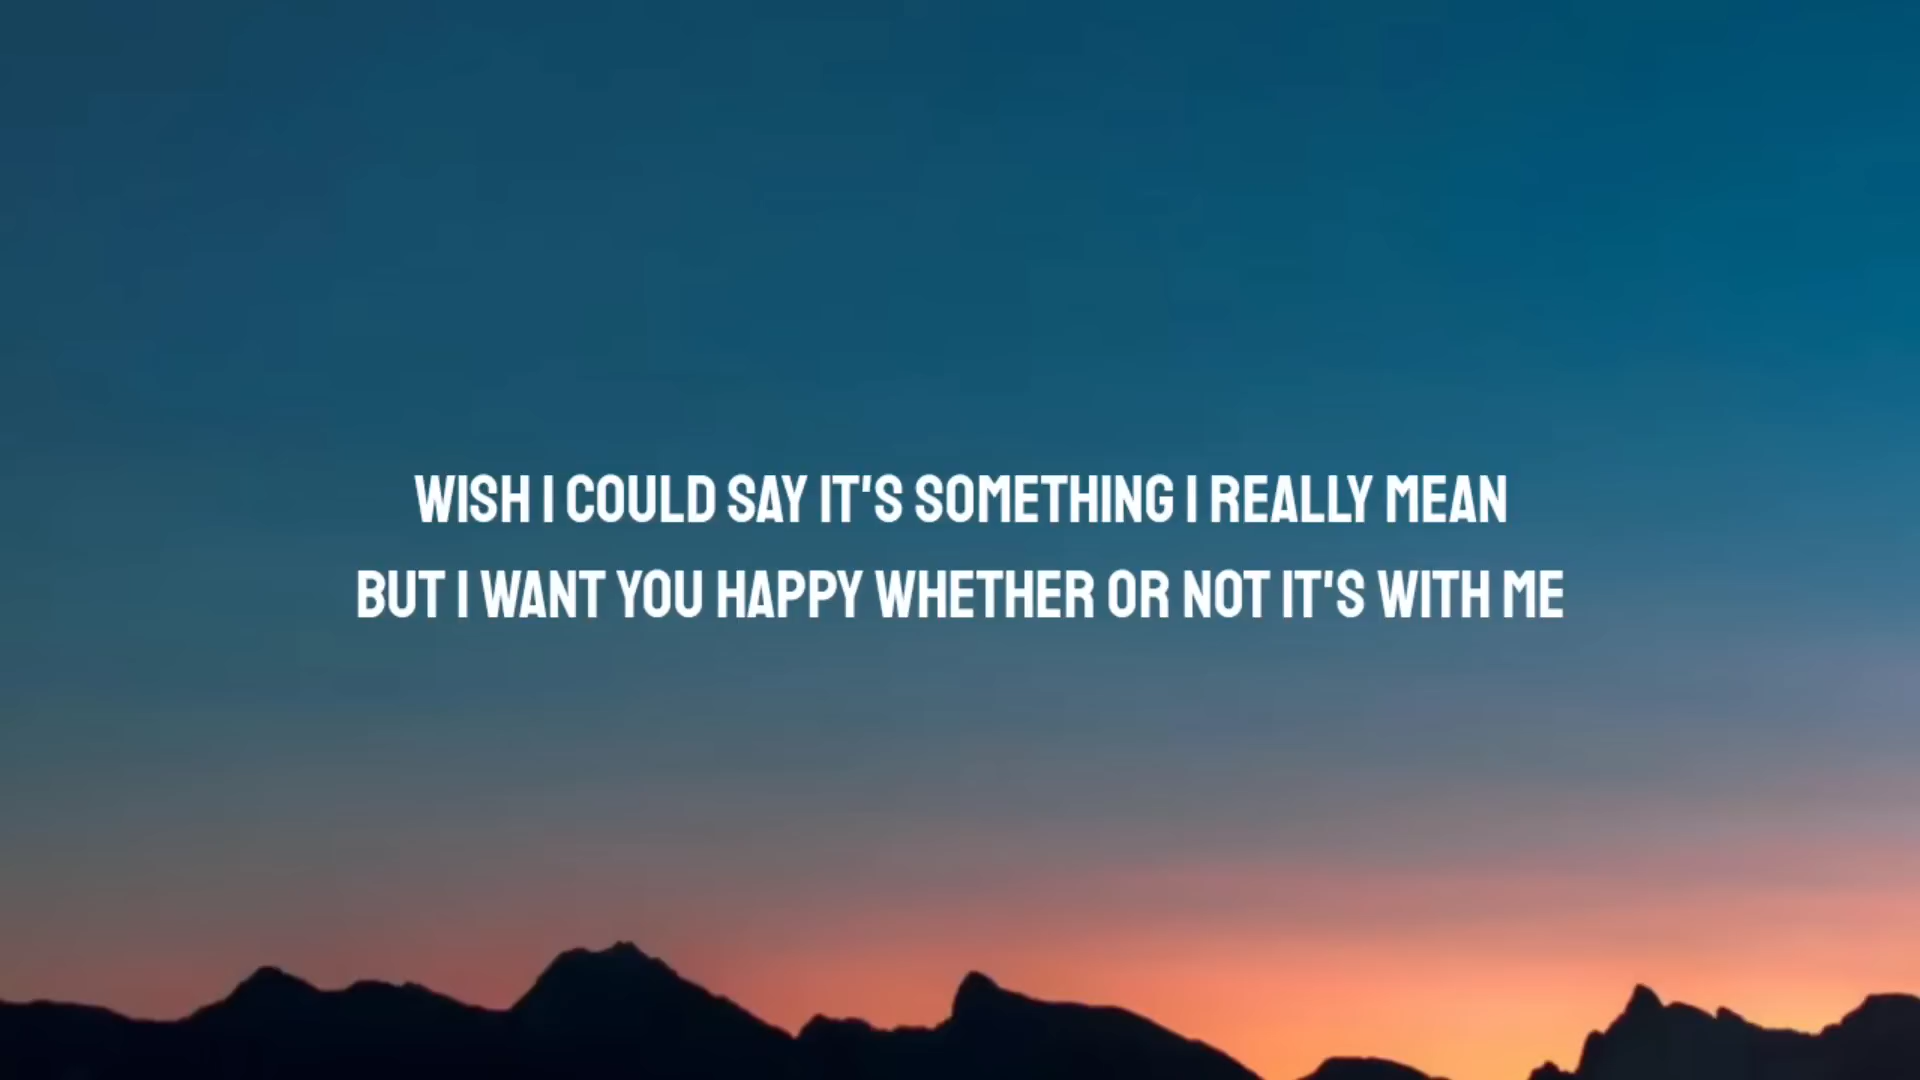 WISH I COULD SAY IT'S SOMETHING I REALLY MEAN
BUT I WANT YOU HAPPY WHETHER OR NOT IT'S WITH ME